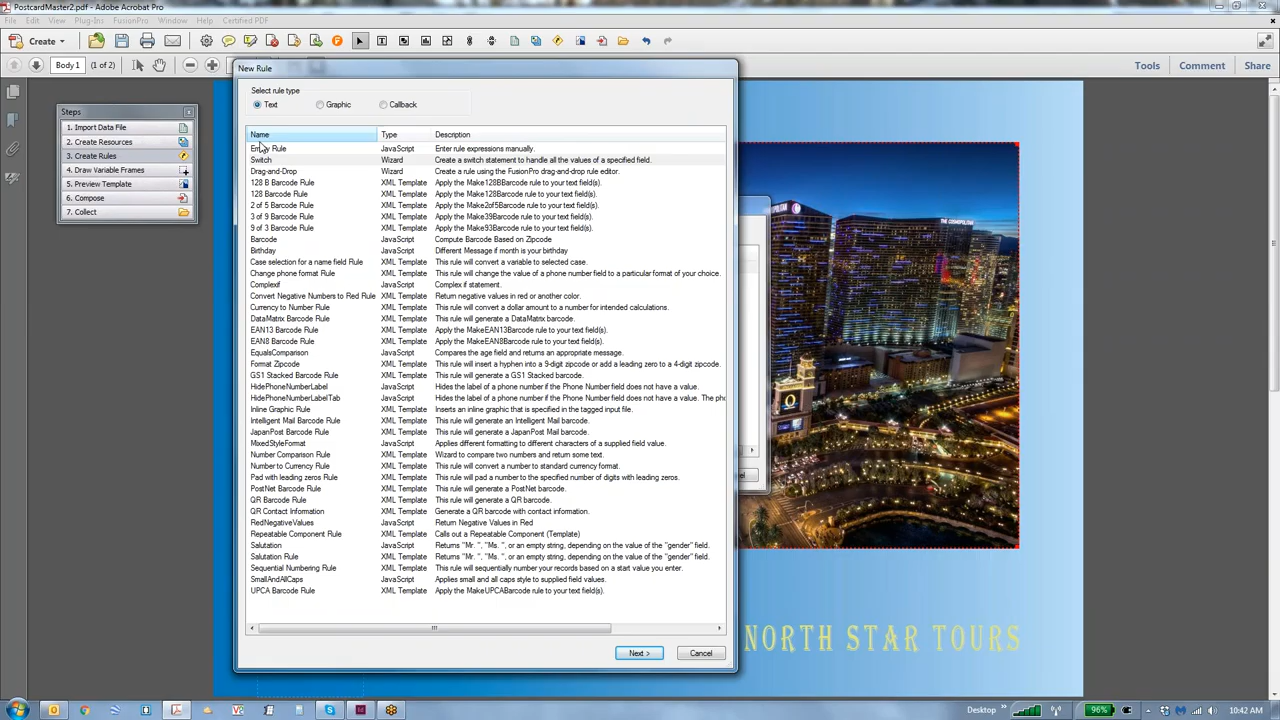 PostcardMaster2.pdf - Adobe Acrobat Pro
File Edit View Plug-Ins FusionPro Window Help Certified PDF
Create
Body 1 (1 of 2) Tools Comment Share
New Rule
Select rule type
Text Graphic Callback
Steps
1. Import Data File
2. Create Resources
3. Create Rules
4. Draw Variable Frames
5. Preview Template
6. Compose
7. Collect
Name Type Description
Empty Rule JavaScript Enter rule expressions manually.
Switch Wizard Create a switch statement to handle all the values of a specified field.
Drag-and-Drop Wizard Create a rule using the FusionPro drag-and-drop rule editor.
128 B Barcode Rule XML Template Apply the Make128BBarcode rule to your text field(s).
128 Barcode Rule XML Template Apply the Make128Barcode rule to your text field(s).
2 of 5 Barcode Rule XML Template Apply the Make2of5Barcode rule to your text field(s).
3 of 9 Barcode Rule XML Template Apply the Make39Barcode rule to your text field(s).
9 of 3 Barcode Rule XML Template Apply the Make93Barcode rule to your text field(s).
Barcode JavaScript Compute Barcode Based on Zipcode
Birthday JavaScript Different Message if month is your birthday
Case selection for a name field Rule XML Template This rule will convert a variable to selected case.
Change phone format Rule XML Template This rule will change the value of a phone number field to a particular format of your choice.
Complexif JavaScript Complex if statement.
Convert Negative Numbers to Red Rule XML Template Return negative values in red or another color.
Currency to Number Rule XML Template This rule will convert a dollar amount to a number for intended calculations.
DataMatrix Barcode Rule XML Template This rule will generate a DataMatrix barcode.
EAN13 Barcode Rule XML Template Apply the MakeEAN13Barcode rule to your text field(s).
EAN8 Barcode Rule XML Template Apply the MakeEAN8Barcode rule to your text field(s).
EqualsComparison JavaScript Compares the age field and returns an appropriate message.
Format Zipcode XML Template This rule will insert a hyphen into a 9-digit zipcode or add a leading zero to a 4-digit zipcode.
GS1 Stacked Barcode Rule XML Template This rule will generate a GS1 Stacked barcode.
HidePhoneNumberLabel JavaScript Hides the label of a phone number if the Phone Number field does not have a value.
HidePhoneNumberLabelTab JavaScript Hides the label of a phone number if the Phone Number field does not have a value. The pho
Inline Graphic Rule XML Template Inserts an inline graphic that is specified in the tagged input file.
Intelligent Mail Barcode Rule XML Template This rule will generate an Intelligent Mail Barcode.
JapanPost Barcode Rule XML Template This rule will generate a JapanPost Mail barcode.
MixedStyleFormat JavaScript Applies different formatting to different characters of a supplied field value.
Number Comparison Rule XML Template Wizard to compare two numbers and return some text.
Number to Currency Rule XML Template This rule will convert a number to standard currency format.
Pad with leading zeros Rule XML Template This rule will pad a number to the specified number of digits with leading zeros.
PostNet Barcode Rule XML Template This rule will generate a PostNet barcode.
QR Barcode Rule XML Template This rule will generate a QR barcode.
QR Contact Information XML Template Generate a QR barcode with contact information.
RedNegativeValues JavaScript Return Negative Values in Red
Repeatable Component Rule XML Template Calls out a Repeatable Component (Template)
Salutation JavaScript Returns "Mr. ", "Ms. ", or an empty string, depending on the value of the "gender" field.
Salutation Rule XML Template Returns "Mr. ", "Ms. ", or an empty string, depending on the value of the "gender" field.
Sequential Numbering Rule XML Template This rule will sequentially number your records based on a start value you enter.
SmallAndAllCaps JavaScript Applies small and all caps style to supplied field values.
UPCA Barcode Rule XML Template Apply the MakeUPCABarcode rule to your text field(s).
THE COSMOPOLITAN
NORTH STAR TOURS
Next > Cancel
Desktop 96% 10:42 AM